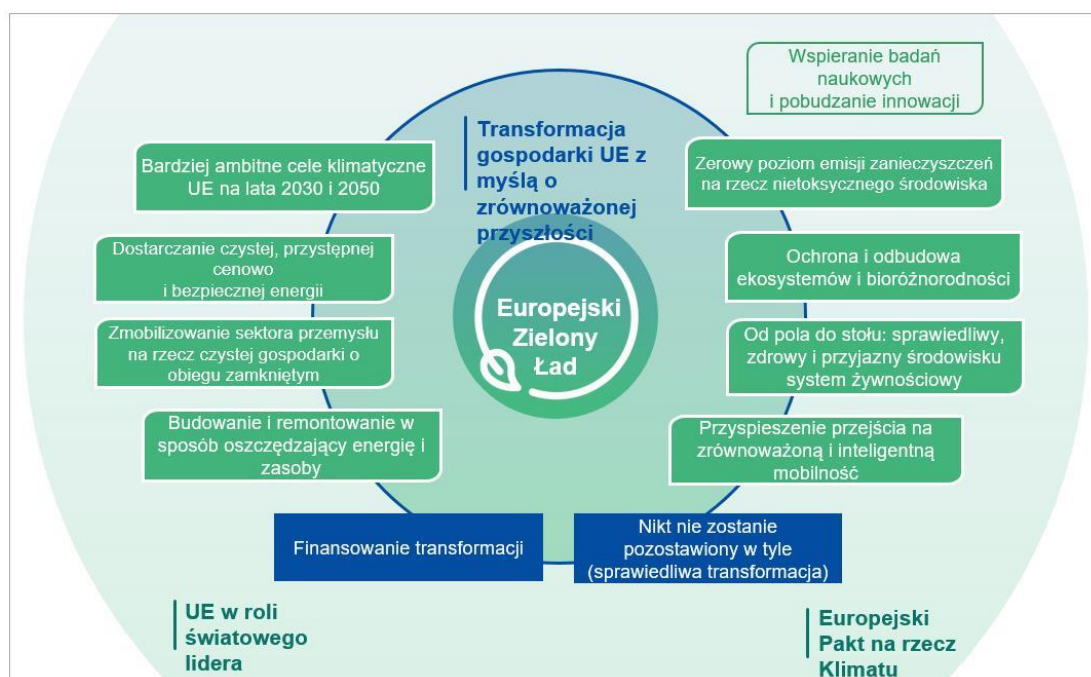 Wspieranie badań
naukowych
i pobudzanie innowacji
Transformacja
gospodarki UE z
myślą o
zrównoważonej
przyszłości
Bardziej ambitne cele klimatyczne
UE na lata 2030 i 2050
Zerowy poziom emisji zanieczyszczeń
na rzecz nietoksycznego środowiska
Dostarczanie czystej, przystępnej
cenowo
i bezpiecznej energii
Ochrona i odbudowa
ekosystemów i bioróżnorodności
Europejski
Zielony
Ład
Zmobilizowanie sektora przemysłu
na rzecz czystej gospodarki o
obiegu zamkniętym
Od pola do stołu: sprawiedliwy,
zdrowy i przyjazny środowisku
system żywnościowy
Budowanie i remontowanie w
sposób oszczędzający energię i
zasoby
Przyspieszenie przejścia na
zrównoważoną i inteligentną
mobilność
Finansowanie transformacji
Nikt nie zostanie
pozostawiony w tyle
(sprawiedliwa transformacja)
UE w roli
światowego
lidera
Europejski
Pakt na rzecz
Klimatu